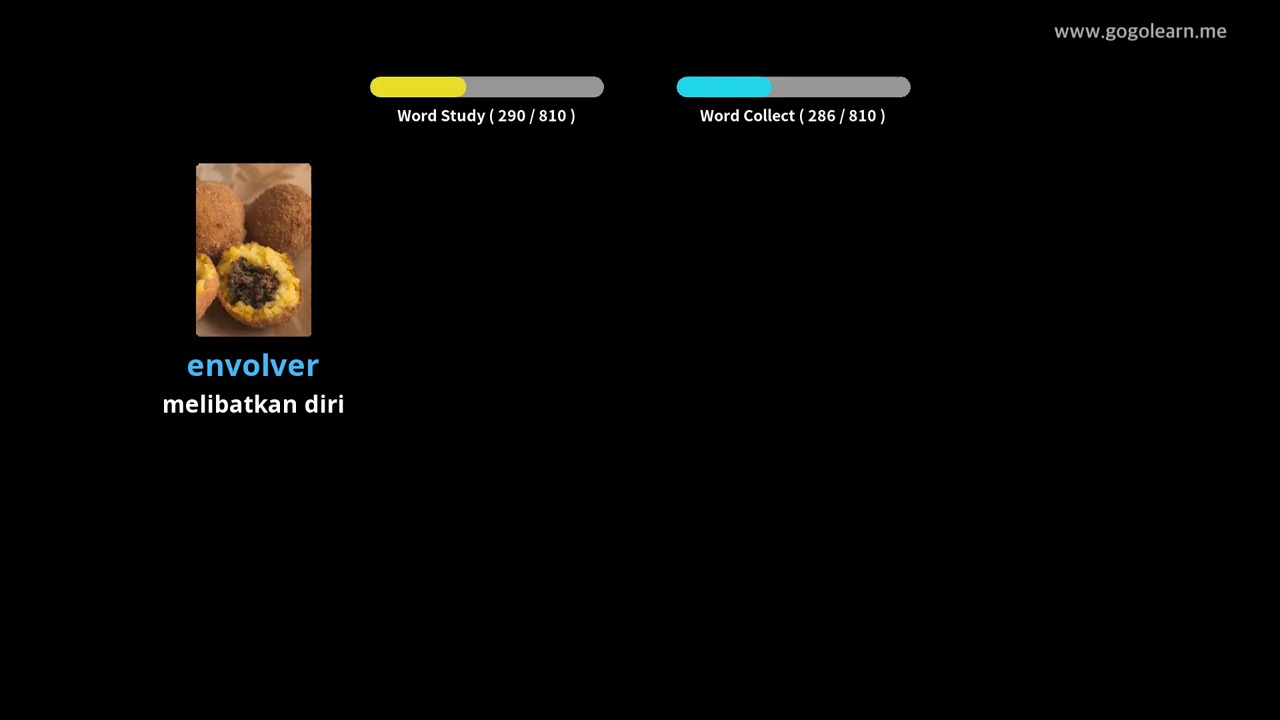 www.gogolearn.me
Word Study ( 290 / 810 )
Word Collect ( 286 / 810 )
envolver
melibatkan diri